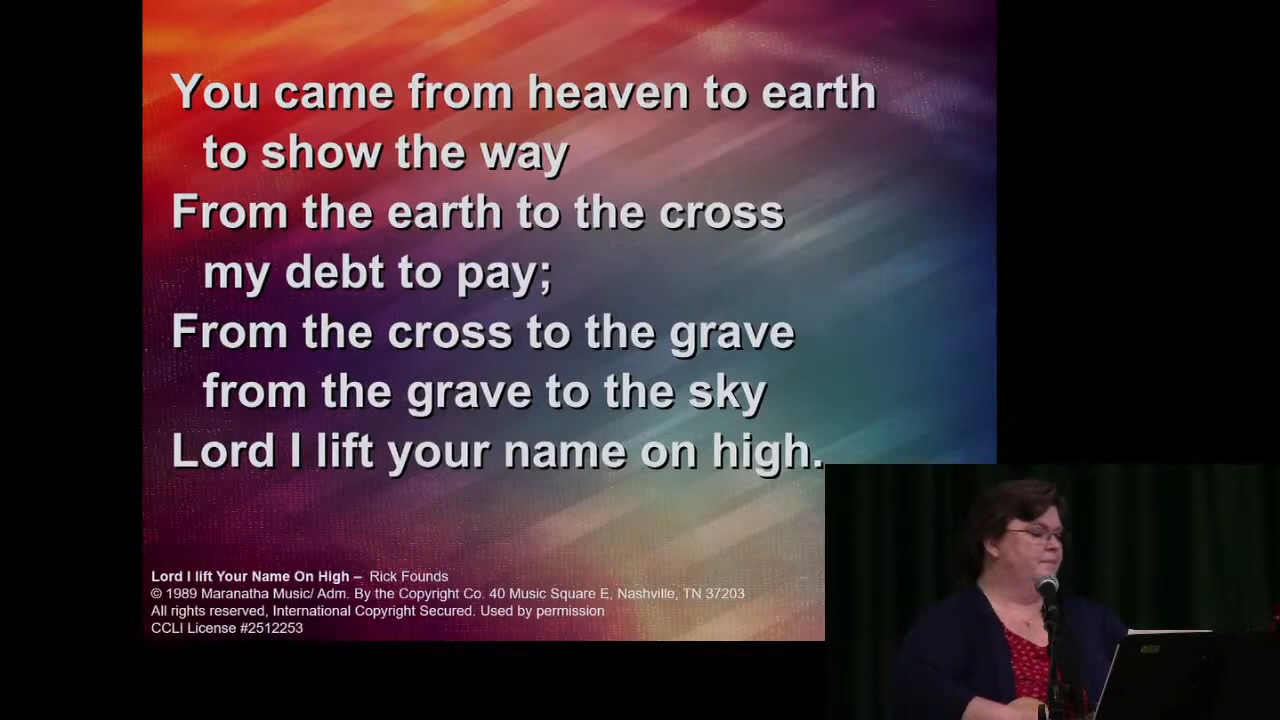 You came from heaven to earth
to show the way
From the earth to the cross
my debt to pay;
From the cross to the grave
from the grave to the sky
Lord I lift your name on high.
Lord I lift Your Name On High – Rick Founds
© 1989 Maranatha Music/ Adm. By the Copyright Co. 40 Music Square E, Nashville, TN 37203
All rights reserved, International Copyright Secured. Used by permission
CCLI License #2512253